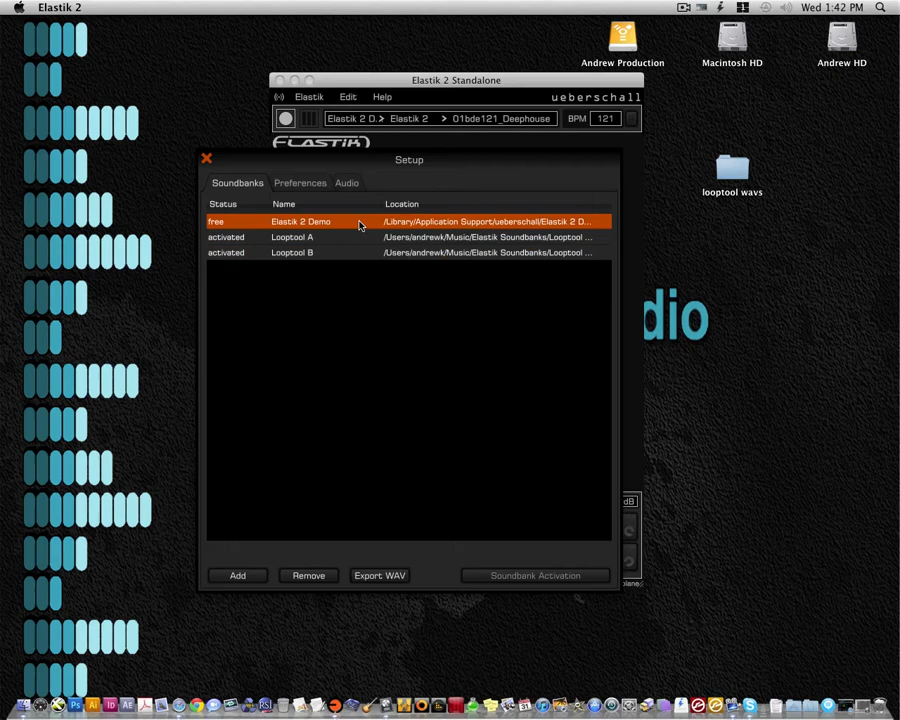 Elastik 2
Wed 1:42 PM
Andrew Production
Macintosh HD
Andrew HD
Elastik 2 Standalone
Elastik
Edit
Help
ueberschall
Elastik 2 D.>
Elastik 2
>
01bde121_Deephouse
BPM
121
ELASTIK
looptool wavs
Setup
Soundbanks
Preferences
Audio
Status
Name
Location
free
Elastik 2 Demo
/Library/Application Support/ueberschall/Elastik 2 D...
activated
Looptool A
/Users/andrewk/Music/Elastik Soundbanks/Looptool ...
activated
Looptool B
/Users/andrewk/Music/Elastik Soundbanks/Looptool ...
dio
dB
plane:
Add
Remove
Export WAV
Soundbank Activation